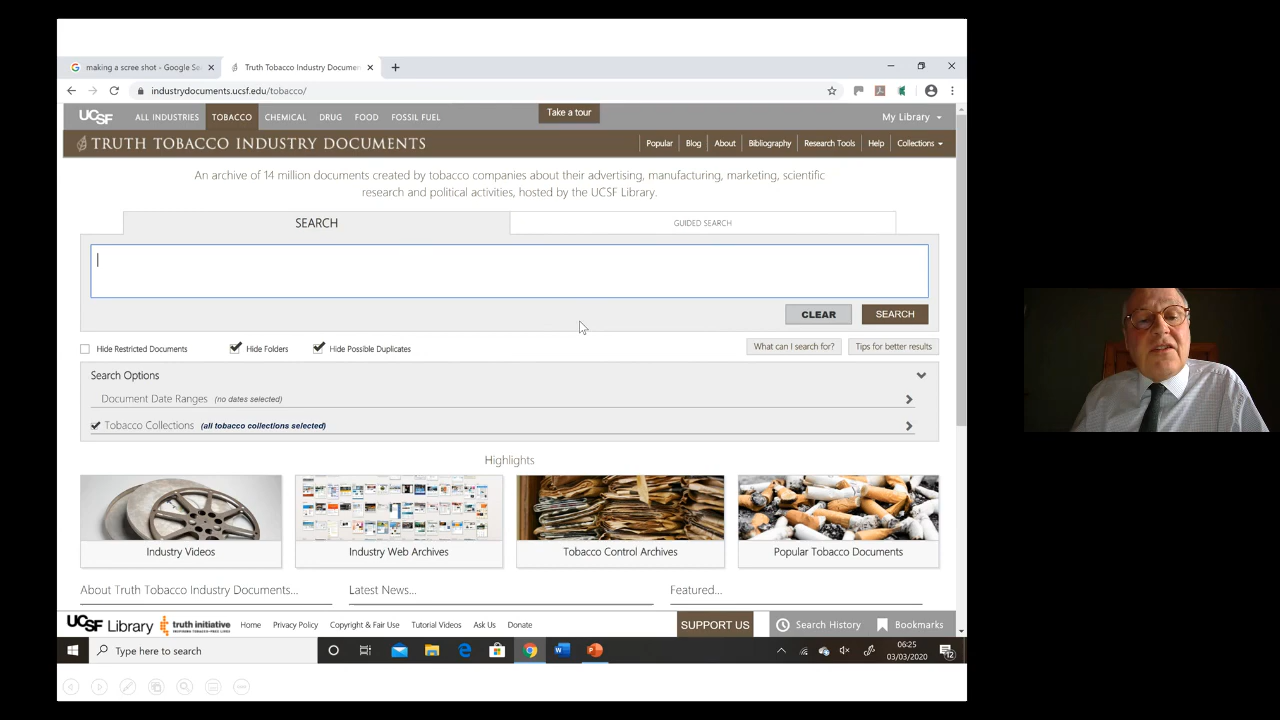 making a scree shot - Google Se
Truth Tobacco Industry Documen
industrydocuments.ucsf.edu/tobacco/
UCSF
ALL INDUSTRIES
TOBACCO
CHEMICAL
DRUG
FOOD
FOSSIL FUEL
Take a tour
My Library
TRUTH TOBACCO INDUSTRY DOCUMENTS
Popular
Blog
About
Bibliography
Research Tools
Help
Collections
An archive of 14 million documents created by tobacco companies about their advertising, manufacturing, marketing, scientific
research and political activities, hosted by the UCSF Library.
SEARCH
GUIDED SEARCH
CLEAR
SEARCH
Hide Restricted Documents
Hide Folders
Hide Possible Duplicates
What can I search for?
Tips for better results
Search Options
Document Date Ranges (no dates selected)
Tobacco Collections (all tobacco collections selected)
Highlights
Industry Videos
Industry Web Archives
Tobacco Control Archives
Popular Tobacco Documents
About Truth Tobacco Industry Documents...
Latest News...
Featured...
UCSF Library
truth initiative
Home
Privacy Policy
Copyright & Fair Use
Tutorial Videos
Ask Us
Donate
SUPPORT US
Search History
Bookmarks
Type here to search
06:25
03/03/2020
12